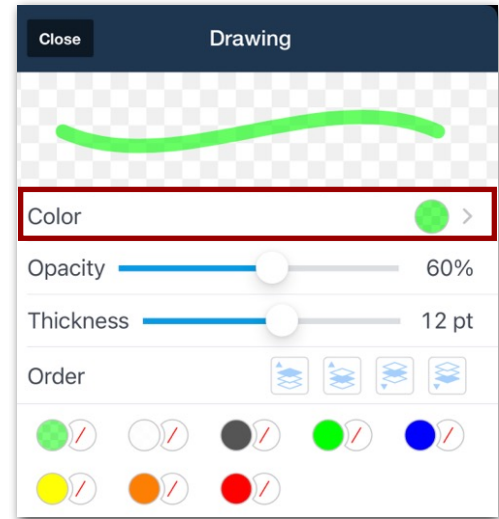 Close Drawing
Color
Opacity 60%
Thickness 12 pt
Order